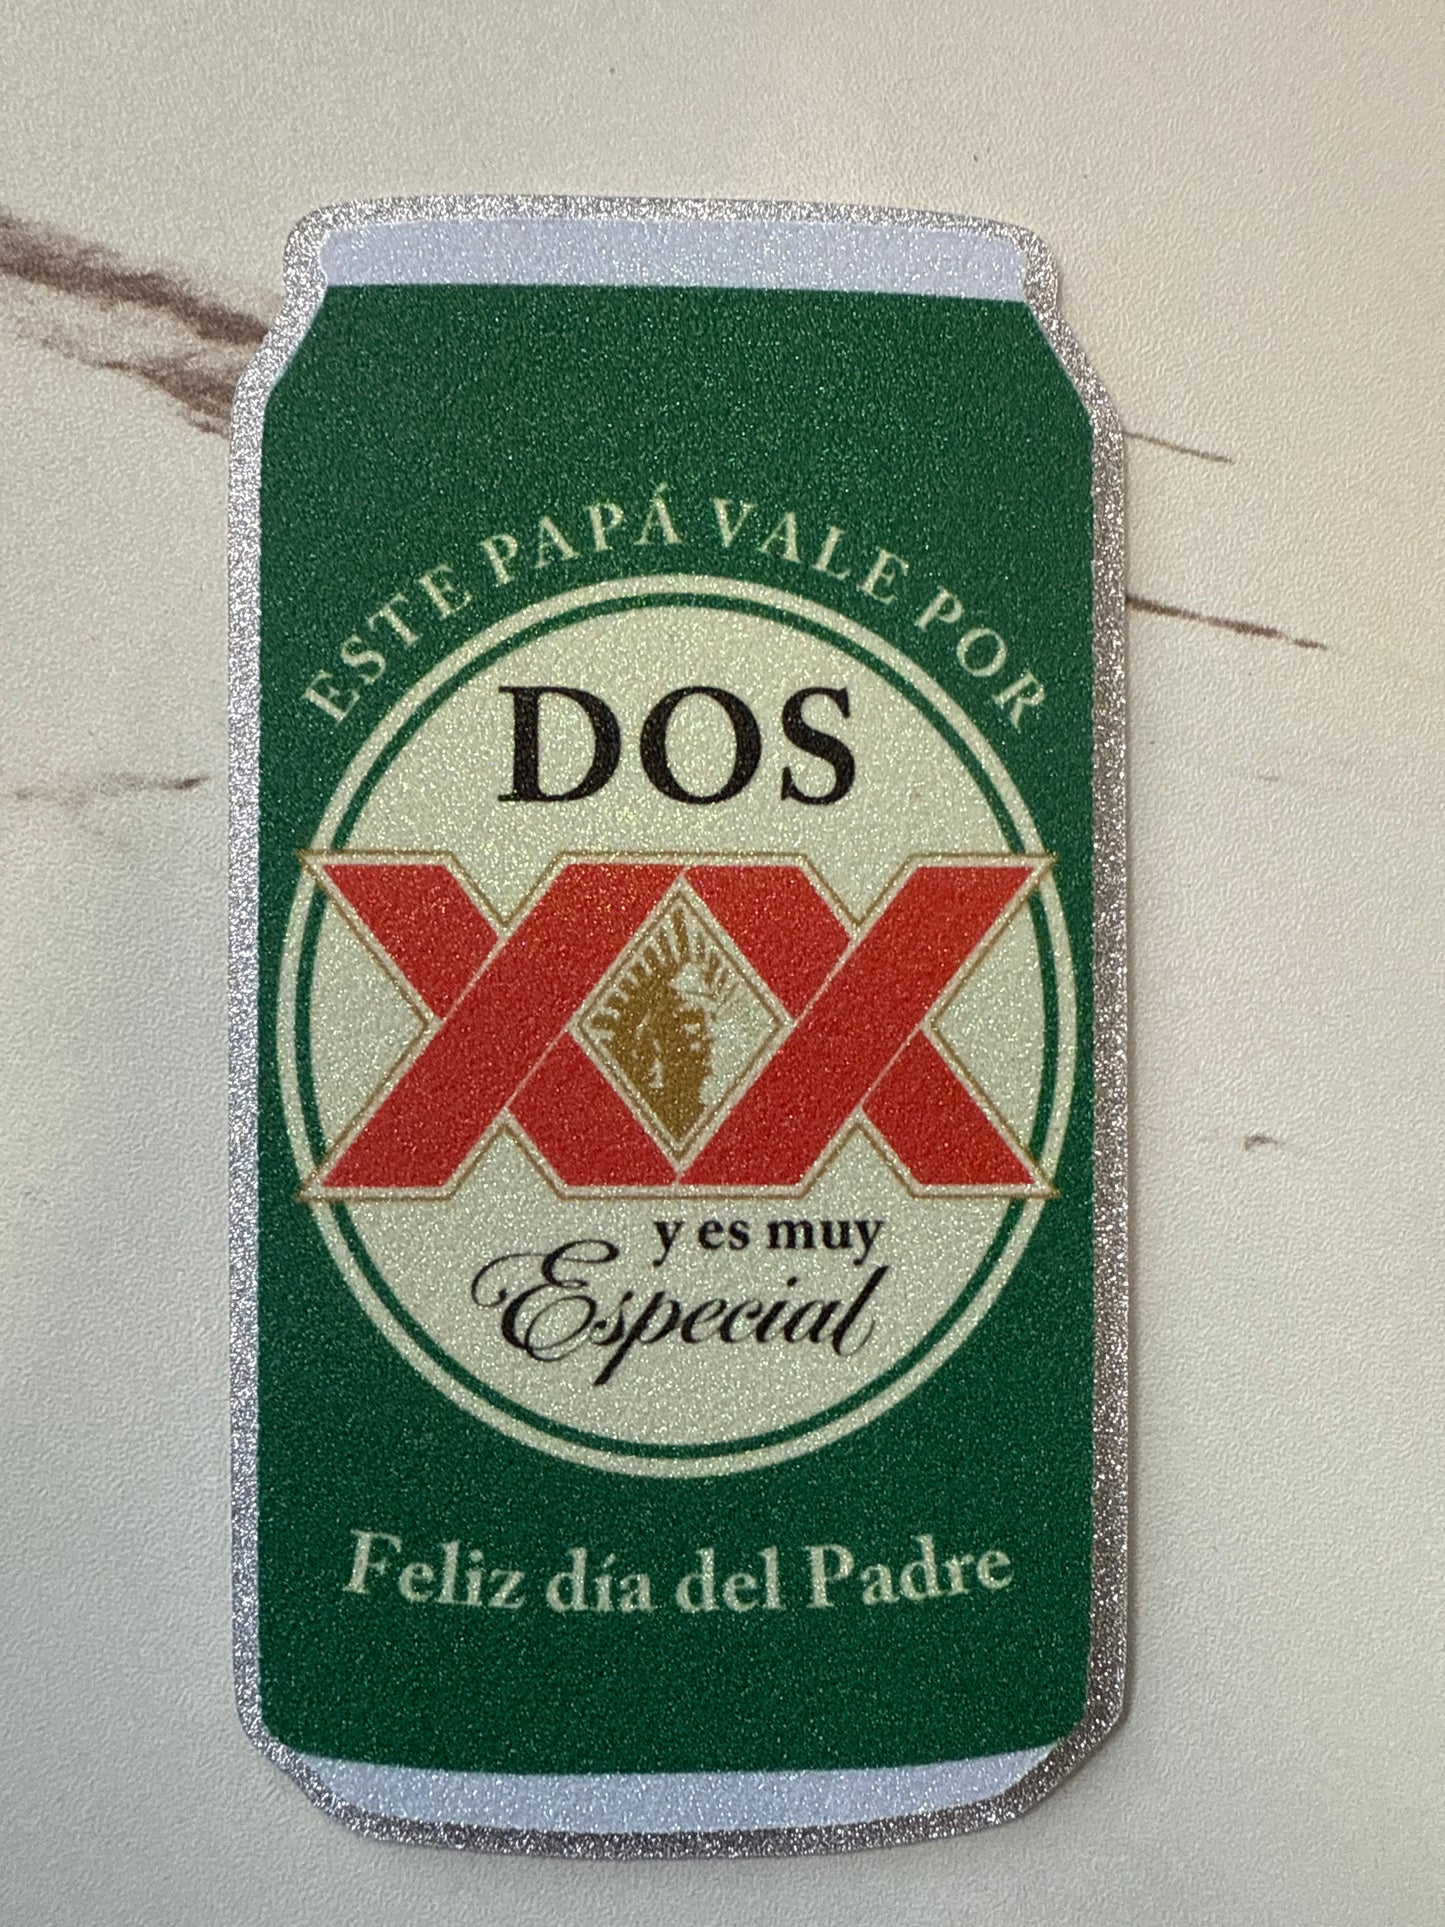 ESTE PAPÁ VALE POR
DOS
XX
y es muy
Especial
Feliz día del Padre